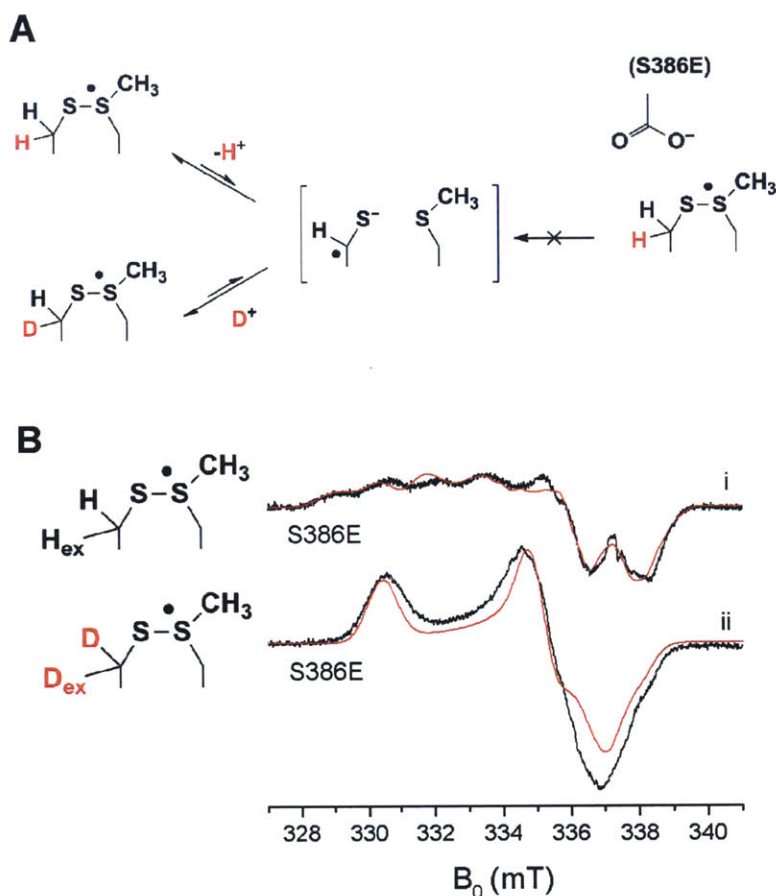 A
(S386E)
H
H
S–S
•
CH₃
-H⁺
O
O⁻
H
•
S⁻
S
CH₃
H
H
S–S
•
CH₃
H
D
S–S
•
CH₃
D⁺
B
H
Hex
S–S
•
CH₃
S386E
i
D
Dex
S–S
•
CH₃
S386E
ii
328 330 332 334 336 338 340
B₀ (mT)